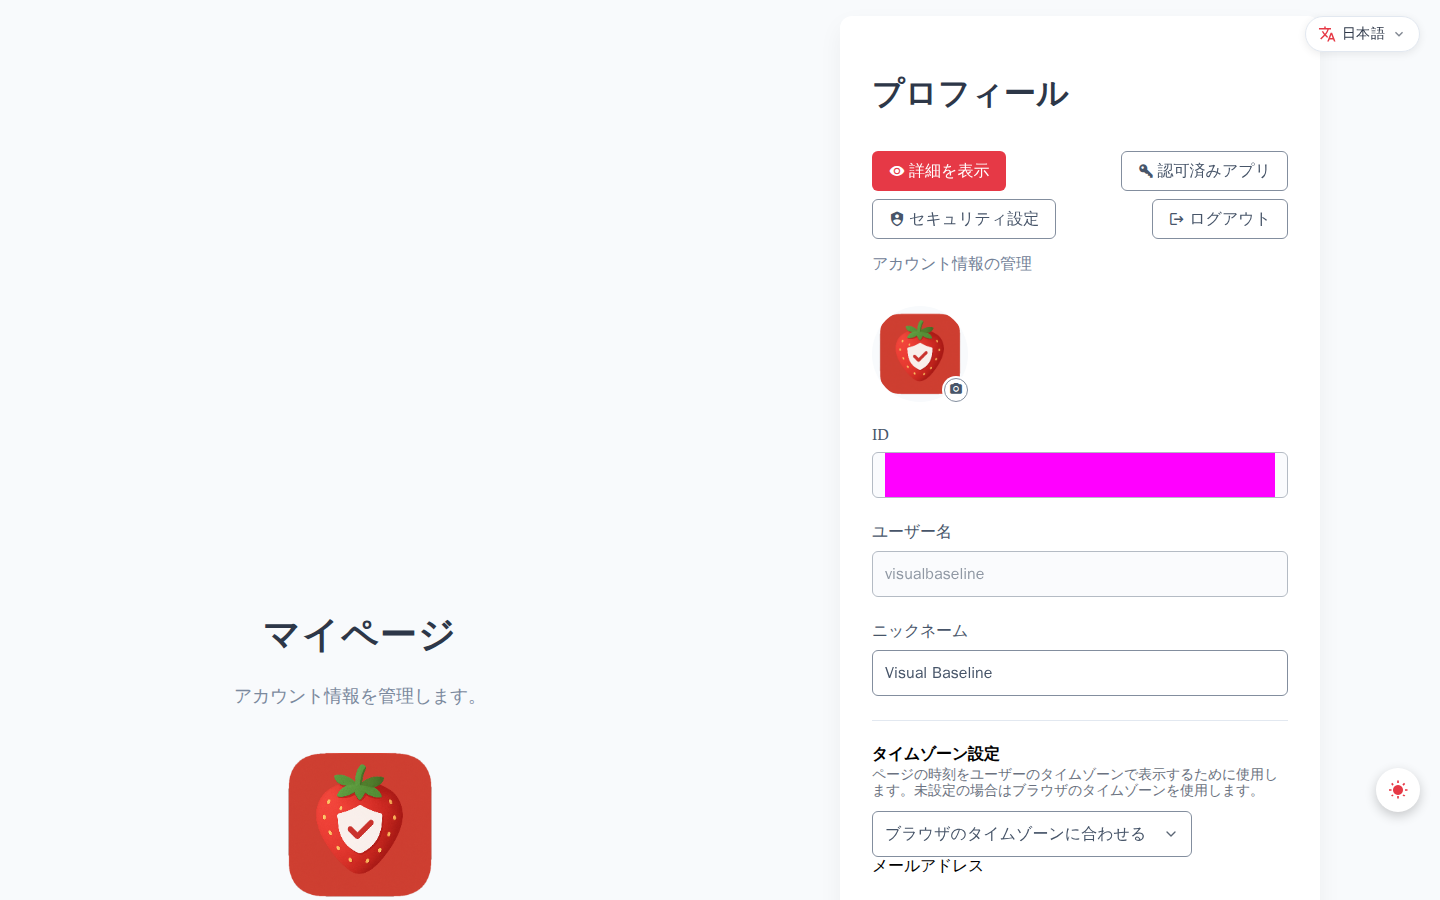 日本語
プロフィール
詳細を表示
認可済みアプリ
セキュリティ設定
ログアウト
アカウント情報の管理
ID
ユーザー名
visualbaseline
ニックネーム
Visual Baseline
タイムゾーン設定
ページの時刻をユーザーのタイムゾーンで表示するために使用し
ます。未設定の場合はブラウザのタイムゾーンを使用します。
ブラウザのタイムゾーンに合わせる
メールアドレス
マイページ
アカウント情報を管理します。